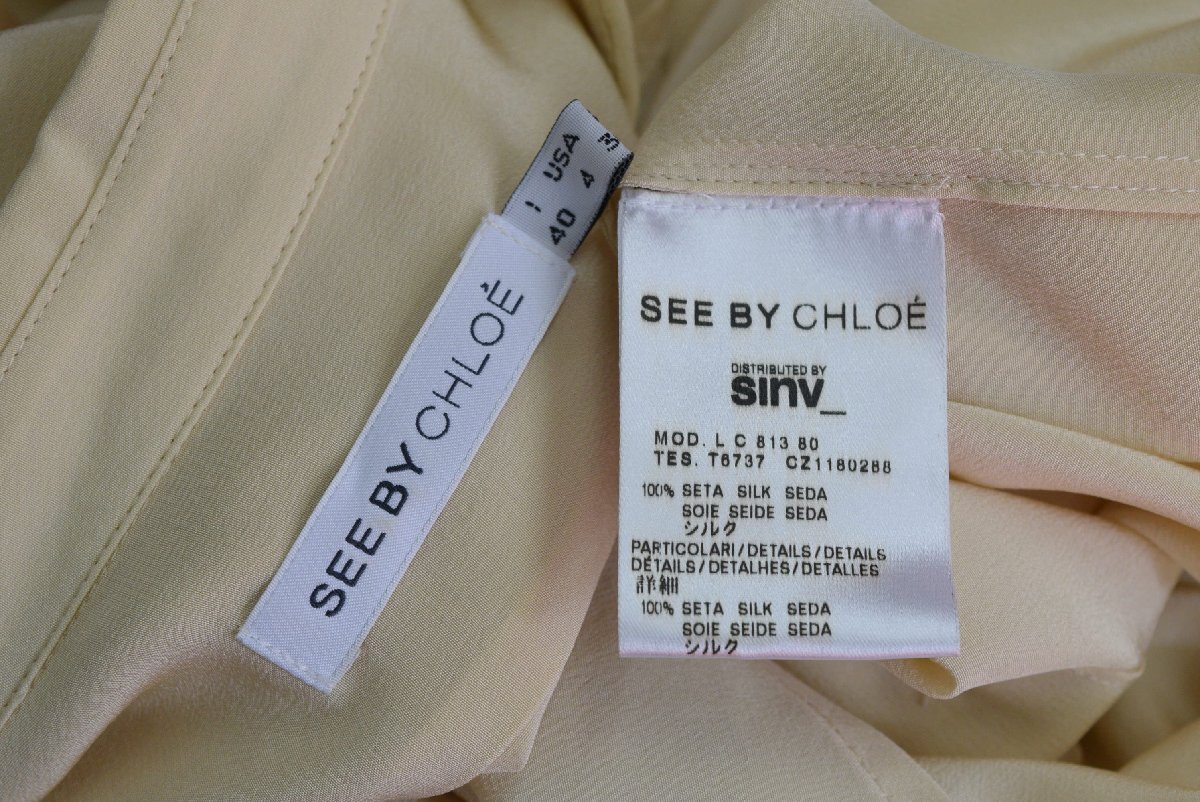 I USA
40 4
SEE BY CHLOÉ
SEE BY CHLOÉ
DISTRIBUTED BY
sinv_
MOD. L C 813 80
TES. T6737 CZ1180288
100% SETA SILK SEDA
SOIE SEIDE SEDA
シルク
PARTICOLARI/DETAILS/DETAILS
DÉTAILS/DETALHES/DETALLES
詳細
100% SETA SILK SEDA
SOIE SEIDE SEDA
シルク